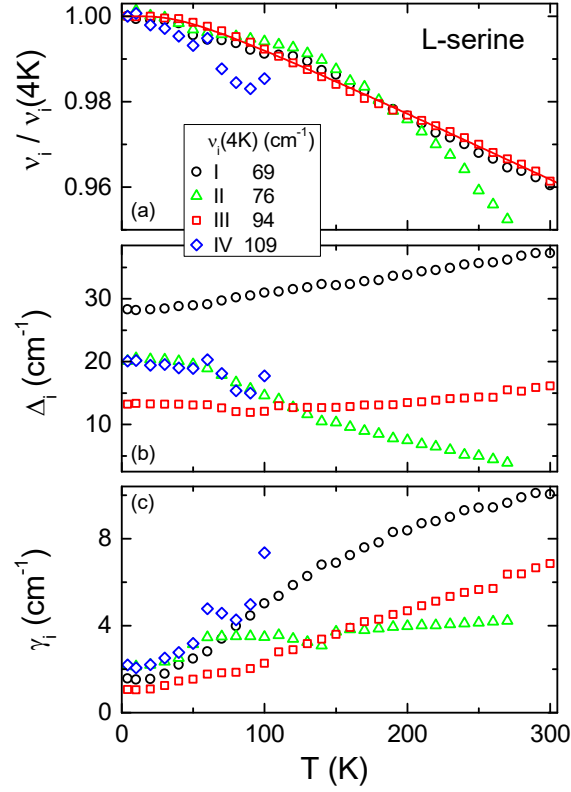 L-serine
1.00
0.98
0.96
ν_i / ν_i(4K)
(a)
ν_i(4K) (cm⁻¹)
I 69
II 76
III 94
IV 109
30
20
10
Δ_i (cm⁻¹)
(b)
(c)
8
4
0
γ_i (cm⁻¹)
0 100 200 300
T (K)